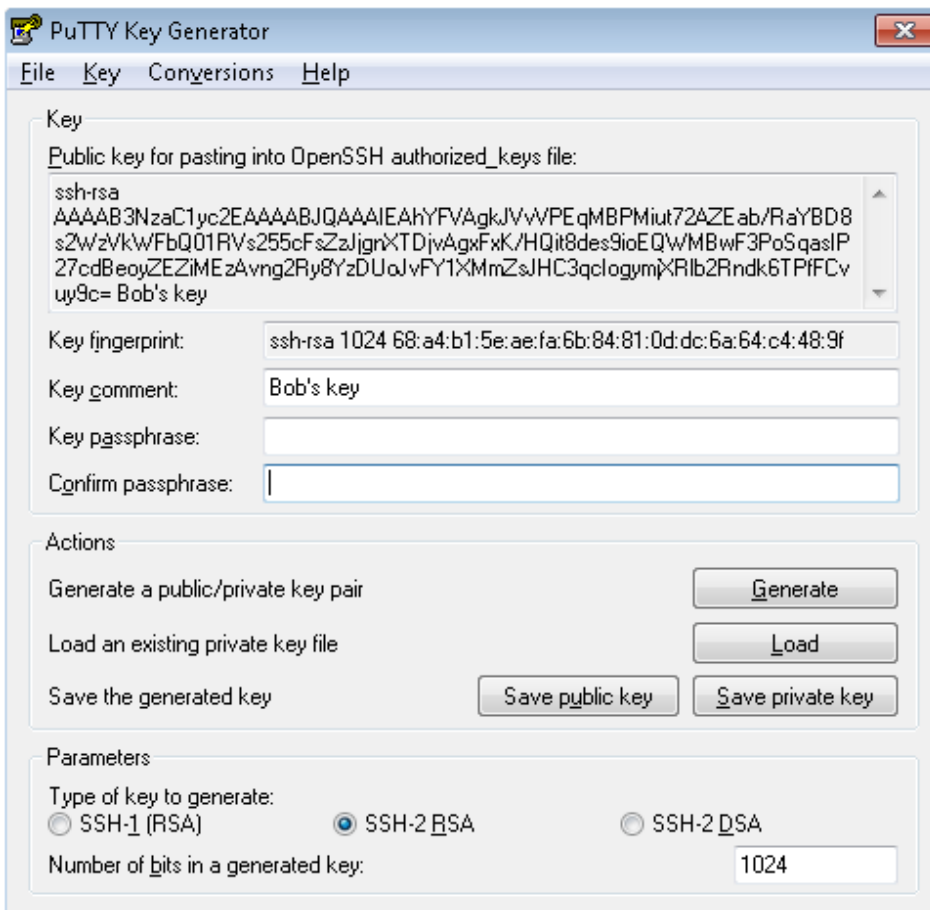 PuTTY Key Generator
File Key Conversions Help
Key
Public key for pasting into OpenSSH authorized_keys file:
ssh-rsa
AAAAB3NzaC1yc2EAAAABJQAAAIEAhYFVAgkJVvVPEqMBPMiut72AZEab/RaYBD8
s2WzVkWFbQ01RVs255cFsZzJjgnXTDjvAgxFxK/HQit8des9ioEQWMBwF3PoSqasIP
27cdBeoyZEZiMEzAvng2Ry8YzDUoJvFY1XMmZsJHC3qclogymjXRlb2Rndk6TPfFCv
uy9c= Bob's key
Key fingerprint: ssh-rsa 1024 68:a4:b1:5e:ae:fa:6b:84:81:0d:dc:6a:64:c4:48:9f
Key comment: Bob's key
Key passphrase:
Confirm passphrase:
Actions
Generate a public/private key pair Generate
Load an existing private key file Load
Save the generated key Save public key Save private key
Parameters
Type of key to generate:
SSH-1 (RSA) SSH-2 RSA SSH-2 DSA
Number of bits in a generated key: 1024